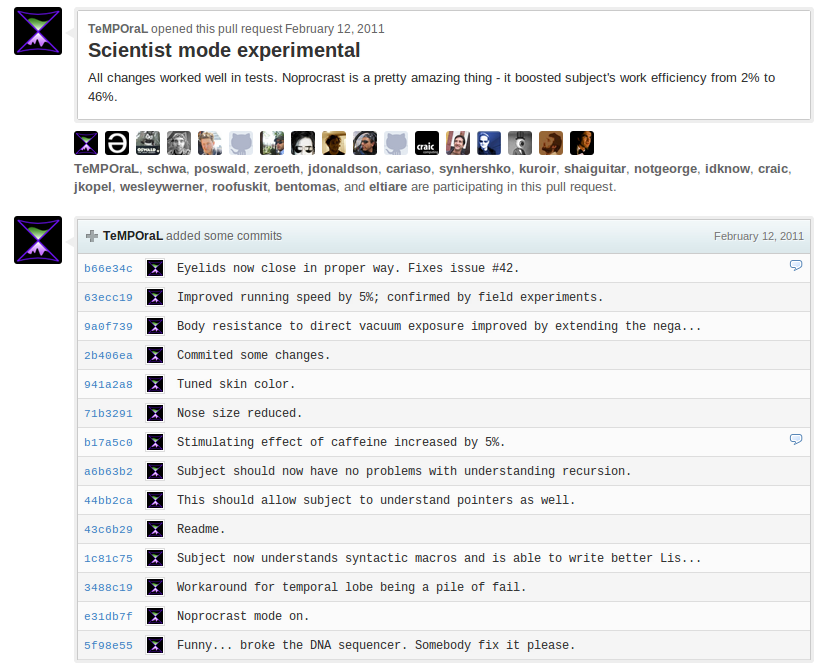 TeMPOraL opened this pull request February 12, 2011
Scientist mode experimental
All changes worked well in tests. Noprocrast is a pretty amazing thing - it boosted subject's work efficiency from 2% to
46%.
craic
TeMPOraL, schwa, poswald, zeroeth, jdonaldson, cariaso, synhershko, kuroir, shaiguitar, notgeorge, idknow, craic,
jkopel, wesleywerner, roofuskit, bentomas, and eltiare are participating in this pull request.
TeMPOraL added some commits February 12, 2011
b66e34c Eyelids now close in proper way. Fixes issue #42.
63ecc19 Improved running speed by 5%; confirmed by field experiments.
9a0f739 Body resistance to direct vacuum exposure improved by extending the nega...
2b406ea Commited some changes.
941a2a8 Tuned skin color.
71b3291 Nose size reduced.
b17a5c0 Stimulating effect of caffeine increased by 5%.
a6b63b2 Subject should now have no problems with understanding recursion.
44bb2ca This should allow subject to understand pointers as well.
43c6b29 Readme.
1c81c75 Subject now understands syntactic macros and is able to write better Lis...
3488c19 Workaround for temporal lobe being a pile of fail.
e31db7f Noprocrast mode on.
5f98e55 Funny... broke the DNA sequencer. Somebody fix it please.